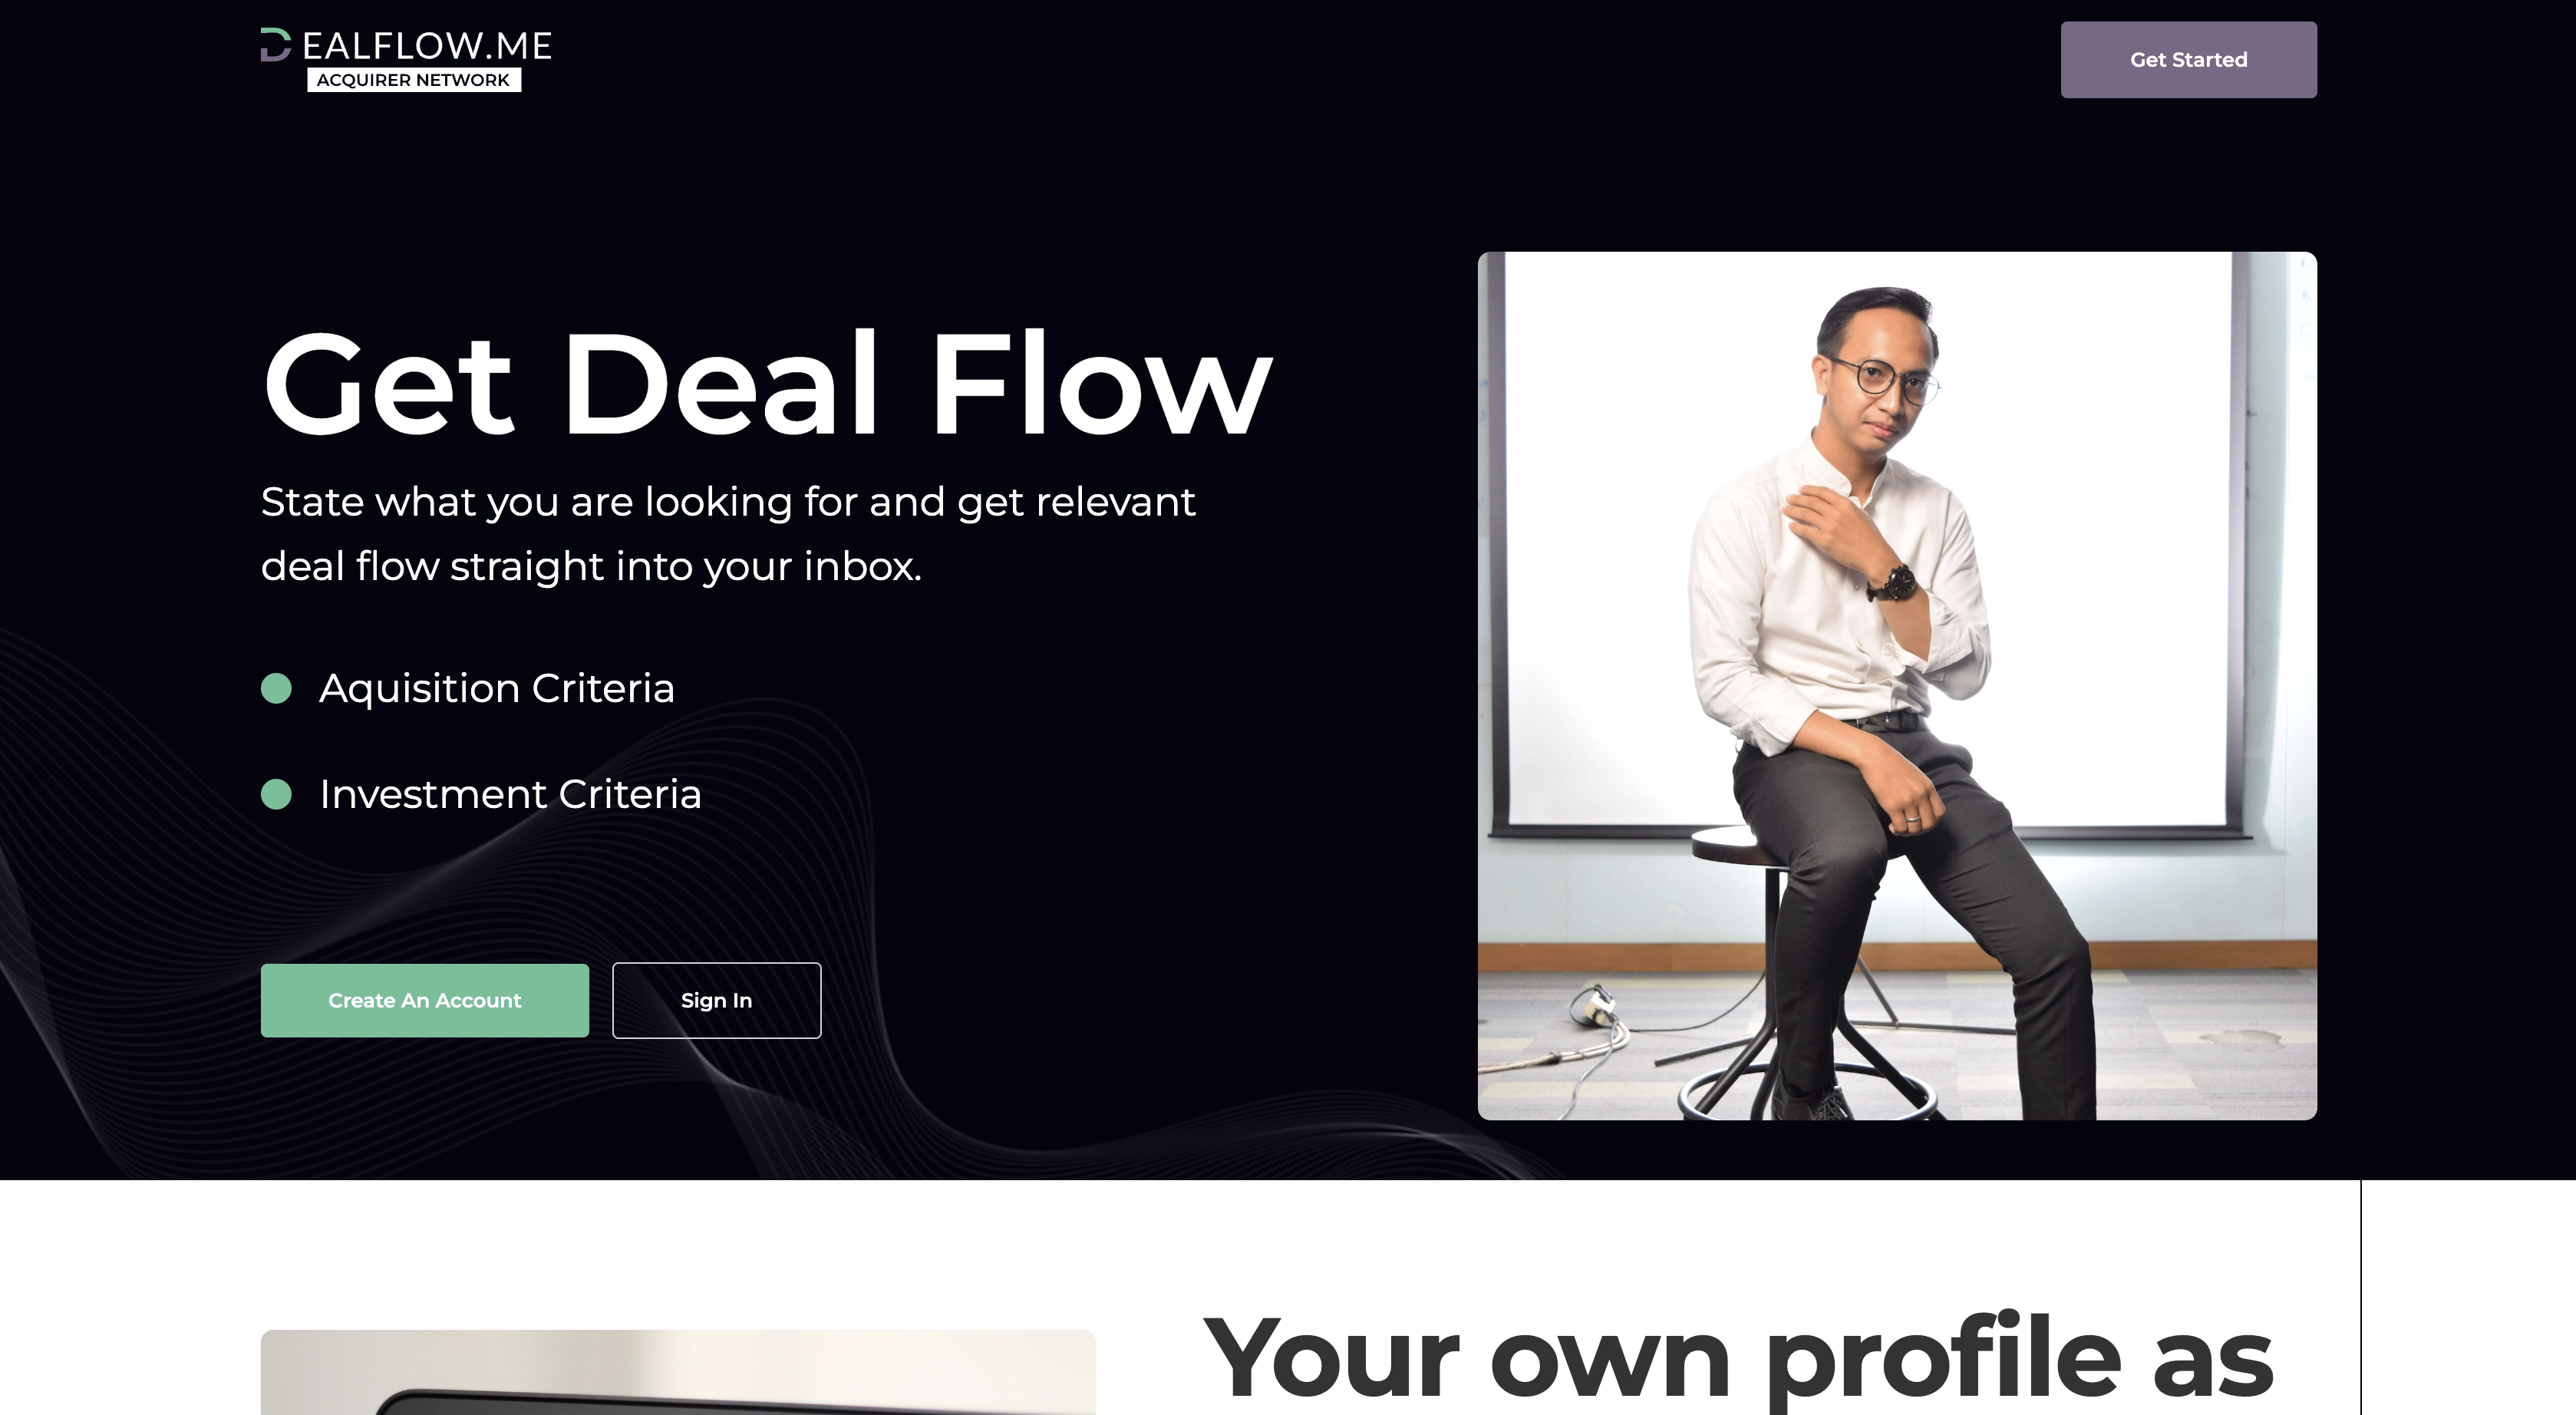 DEALFLOW.ME
ACQUIRER NETWORK
Get Started
Get Deal Flow
State what you are looking for and get relevant
deal flow straight into your inbox.
Aquisition Criteria
Investment Criteria
Create An Account
Sign In
Your own profile as